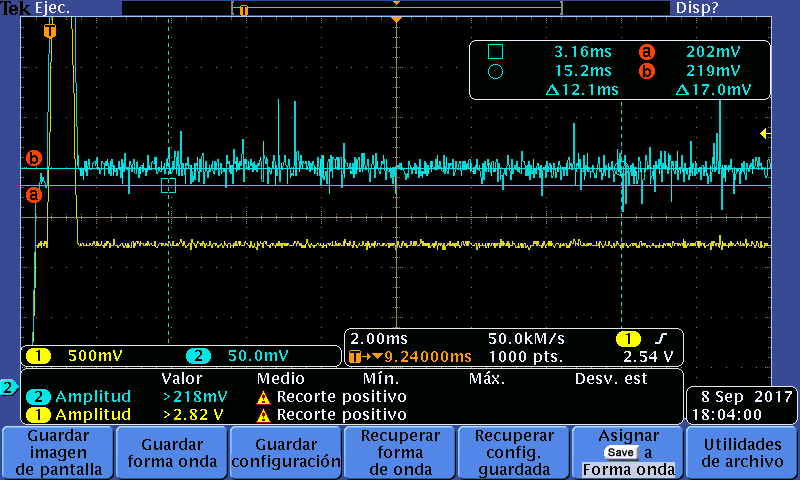 Tek Ejec. Disp?
T
T
3.16ms a 202mV
15.2ms b 219mV
Δ12.1ms Δ17.0mV
b
a
1 500mV 2 50.0mV
2.00ms 50.0kM/s 1
T→▼9.24000ms 1000 pts. 2.54 V
2
Valor Medio Mín. Máx. Desv. est
2 Amplitud >218mV Recorte positivo
1 Amplitud >2.82 V Recorte positivo
8 Sep 2017
18:04:00
Guardar
imagen
de pantalla
Guardar
forma onda
Guardar
configuración
Recuperar
forma
de onda
Recuperar
config.
guardada
Asignar
Save a
Forma onda
Utilidades
de archivo